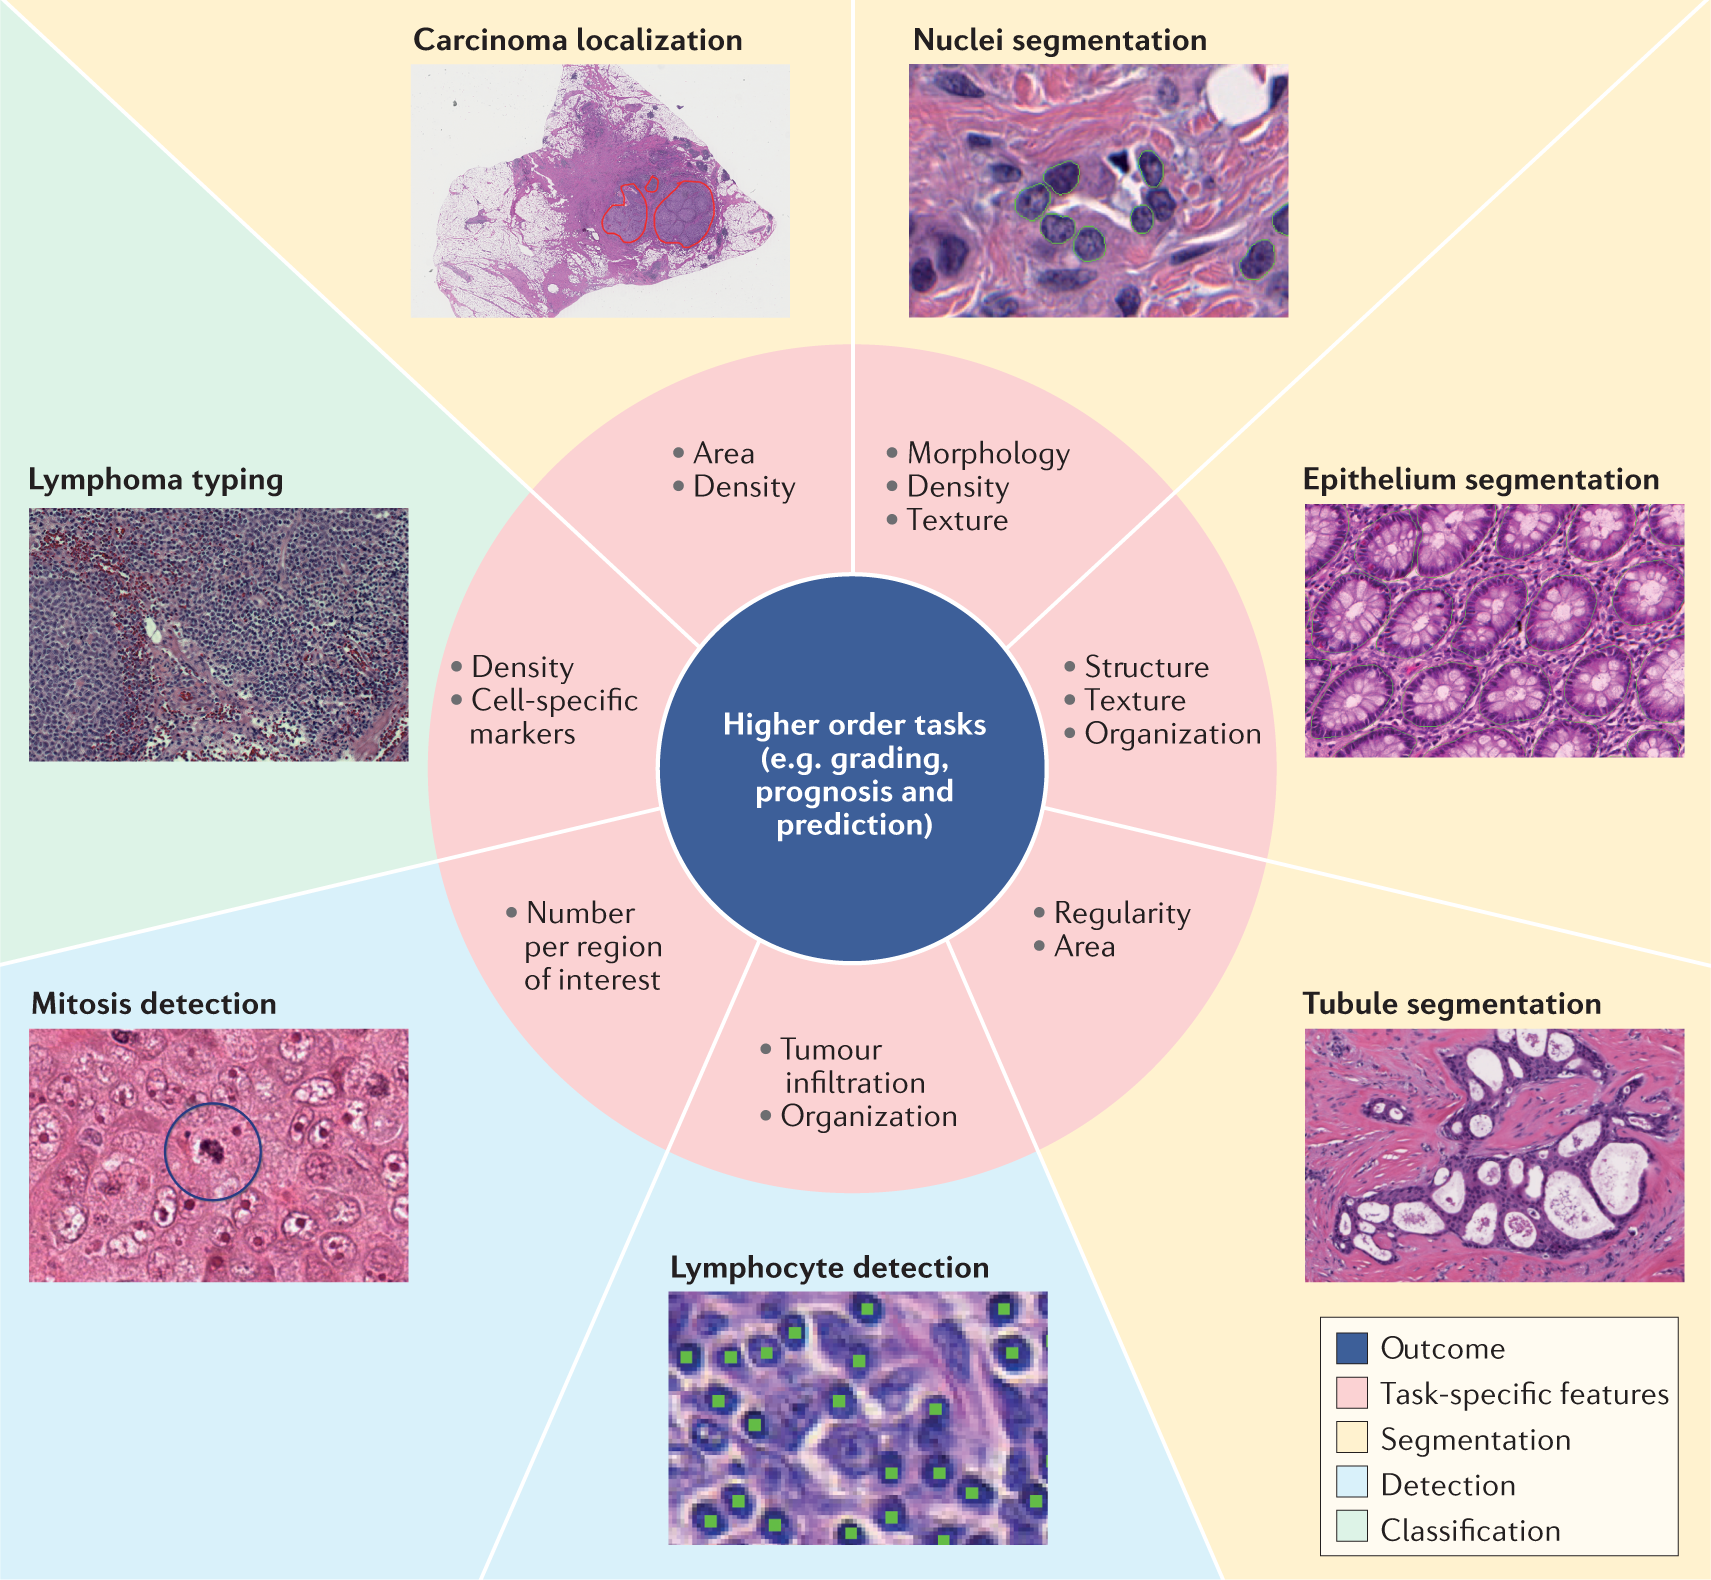 Carcinoma localization
Nuclei segmentation
Lymphoma typing
Epithelium segmentation
• Area
• Density
• Morphology
• Density
• Texture
• Density
• Cell-specific
markers
• Structure
• Texture
• Organization
Higher order tasks
(e.g. grading,
prognosis and
prediction)
• Number
per region
of interest
• Regularity
• Area
• Tumour
infiltration
• Organization
Mitosis detection
Tubule segmentation
Lymphocyte detection
Outcome
Task-specific features
Segmentation
Detection
Classification